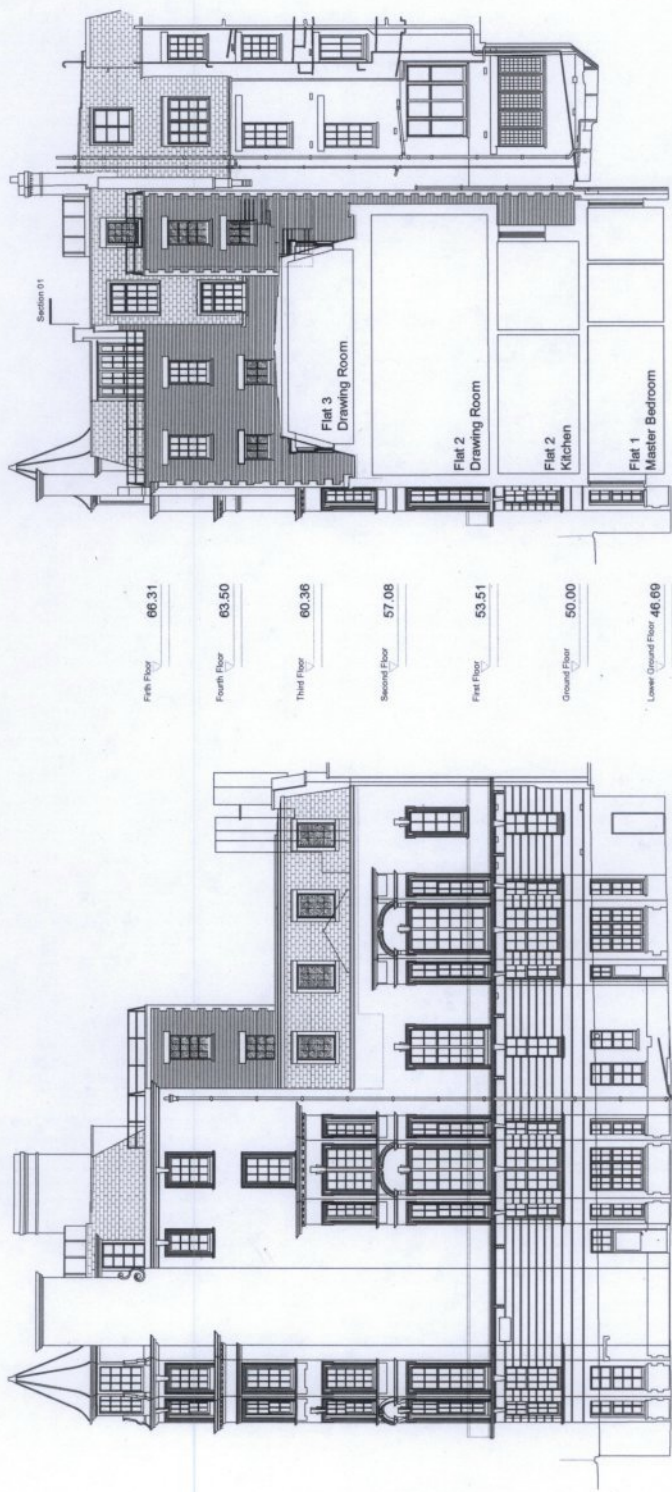 Section 01
Flat 3
Drawing Room
Flat 2
Drawing Room
Flat 2
Kitchen
Flat 1
Master Bedroom
Firth Floor 66.31
Fourth Floor 63.50
Third Floor 60.36
Second Floor 57.08
First Floor 53.51
Ground Floor 50.00
Lower Ground Floor 46.69